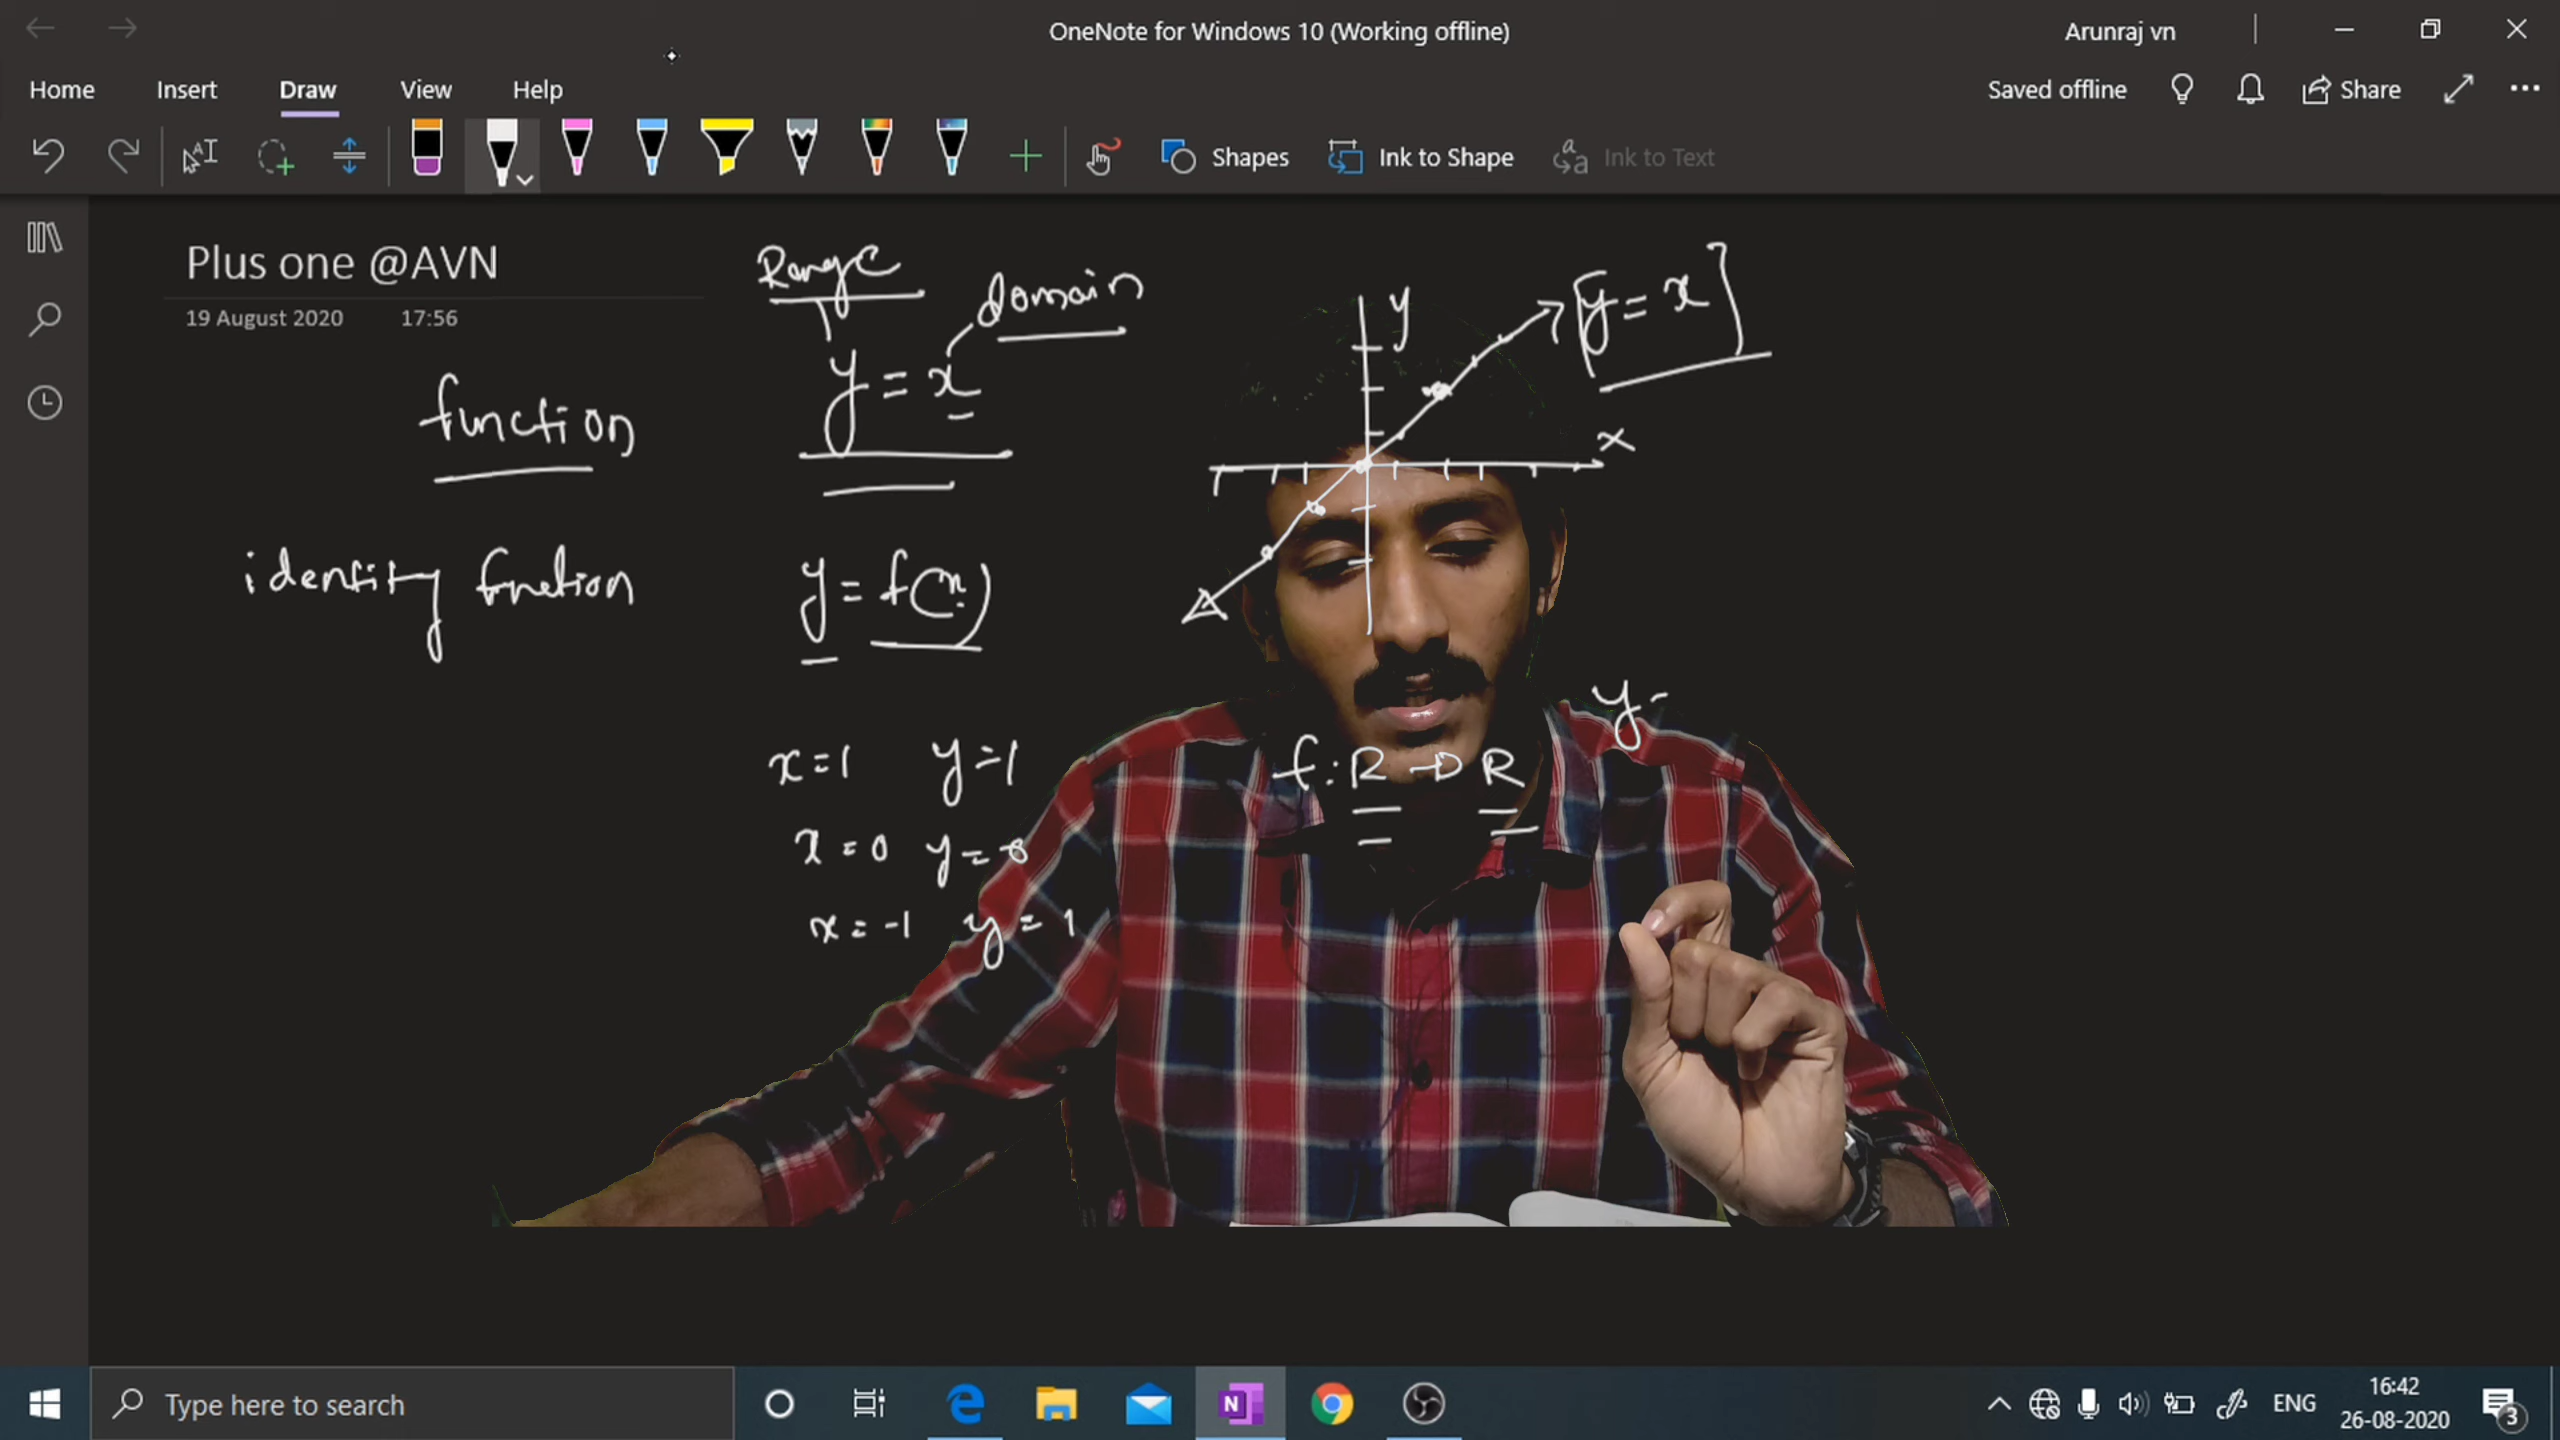 OneNote for Windows 10 (Working offline)
Arunraj vn
Home Insert Draw View Help
Saved offline Share
Shapes Ink to Shape Ink to Text
Plus one @AVN
19 August 2020 17:56
Range
domain
y = x
function
y
[y = x]
x
identity function
y = f(x)
x=1 y=1
x=0 y=0
x=-1 y=1
f: R → R
y=
Type here to search
ENG
16:42
26-08-2020
3